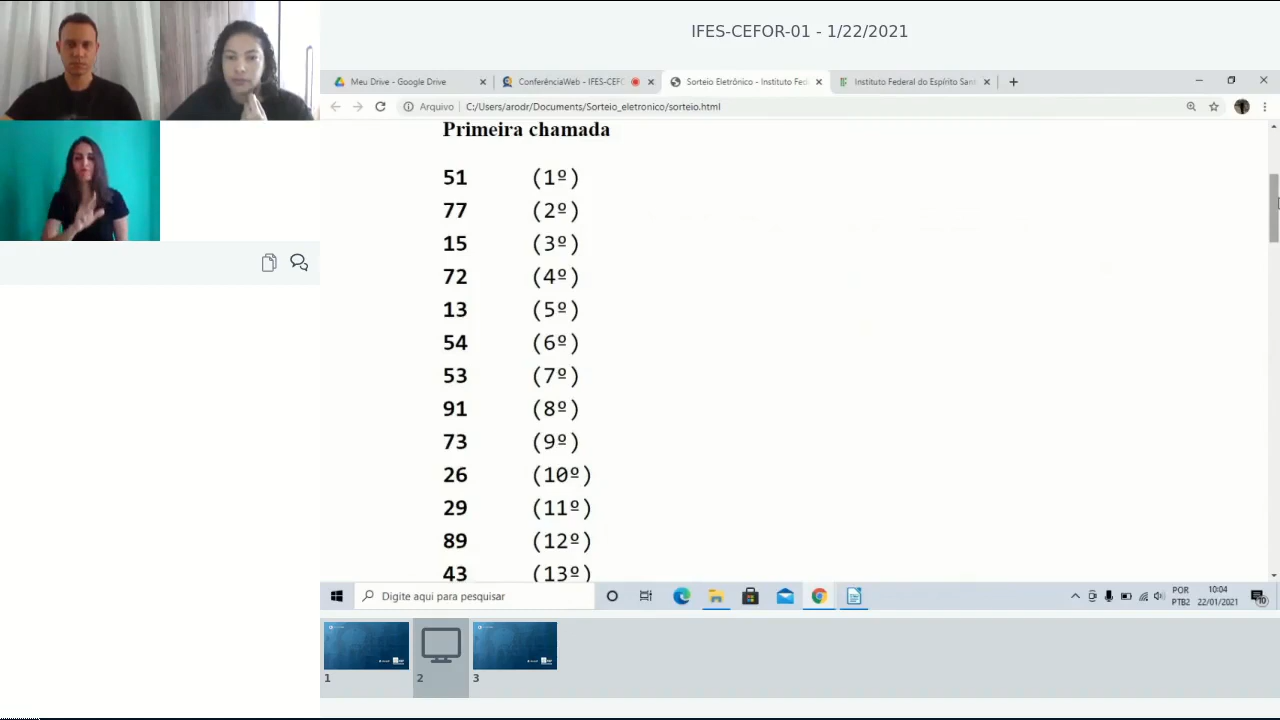 IFES-CEFOR-01 - 1/22/2021
Meu Drive - Google Drive
ConferênciaWeb - IFES-CEFC
Sorteio Eletrônico - Instituto Fed
Instituto Federal do Espírito Sant
Arquivo
C:/Users/arodr/Documents/Sorteio_eletronico/sorteio.html
Primeira chamada
51 (1º)
77 (2º)
15 (3º)
72 (4º)
13 (5º)
54 (6º)
53 (7º)
91 (8º)
73 (9º)
26 (10º)
29 (11º)
89 (12º)
43 (13º)
Digite aqui para pesquisar
POR
PTB2
10:04
22/01/2021
10
1
2
3